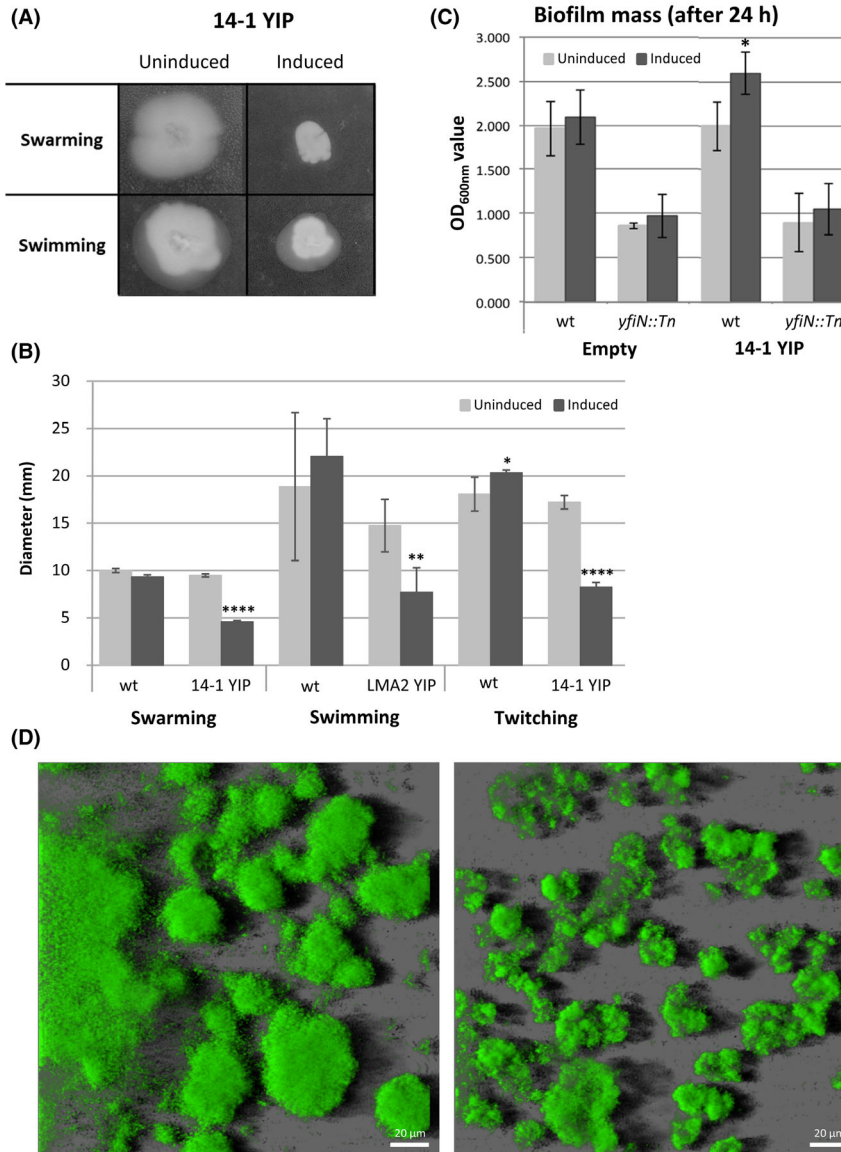 (A)
14-1 YIP
Uninduced Induced
Swarming
Swimming
(C)
Biofilm mass (after 24 h)
3.000
2.500
2.000
1.500
1.000
0.500
0.000
OD600nm value
Uninduced Induced
*
wt yfiN::Tn wt yfiN::Tn
Empty 14-1 YIP
(B)
30
25
20
15
10
5
0
Diameter (mm)
Uninduced Induced
****
**
*
****
wt 14-1 YIP wt LMA2 YIP wt 14-1 YIP
Swarming Swimming Twitching
(D)
20 µm
20 µm